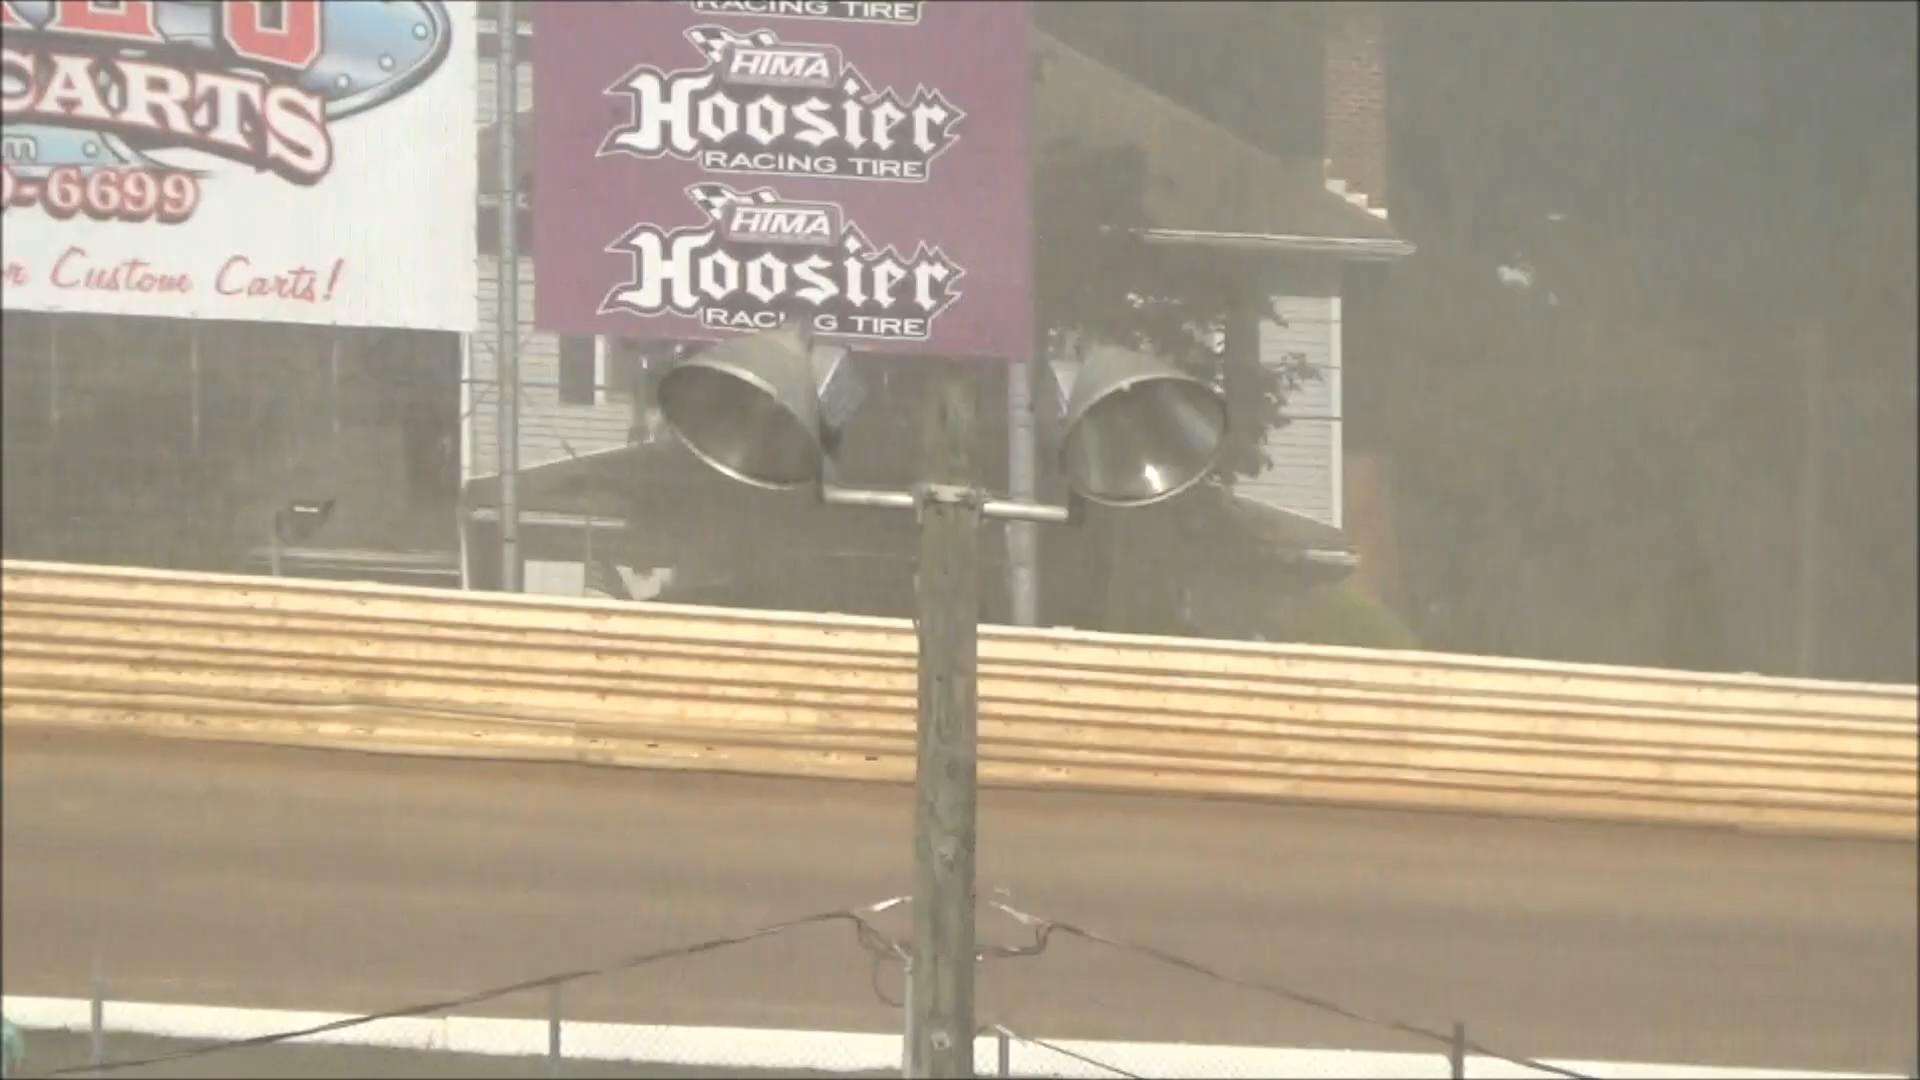 CARTS
-6699
Custom Carts!
RACING TIRE
HIMA
Hoosier
RACING TIRE
HIMA
Hoosier
RACING TIRE